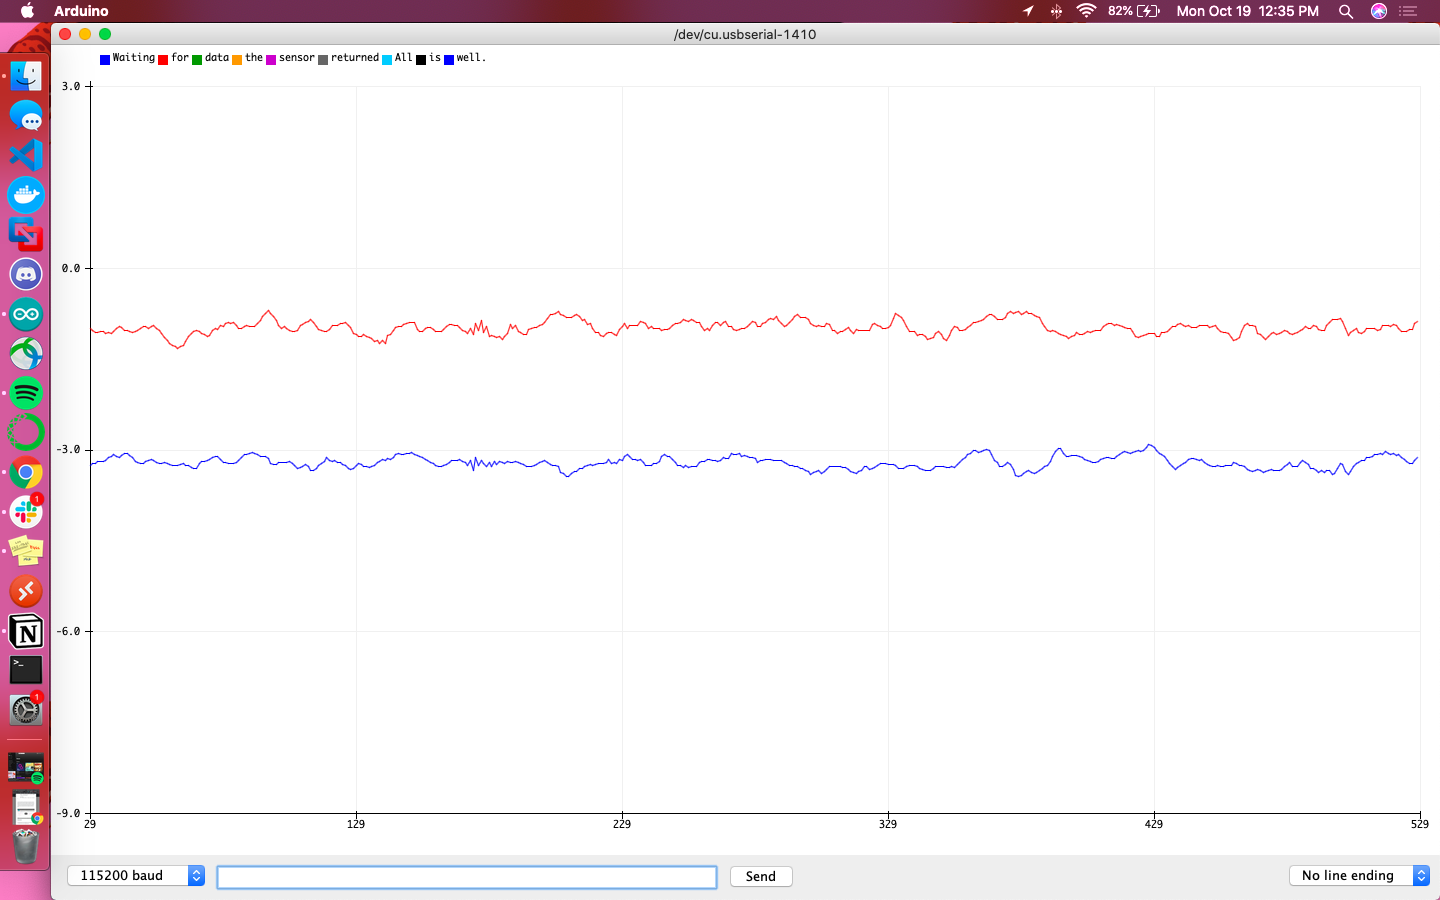 Arduino
82%
Mon Oct 19 12:35 PM
/dev/cu.usbserial-1410
Waiting for data the sensor returned All is well.
3.0
0.0
-3.0
-6.0
-9.0
29 129 229 329 429 529
1
N
>_
1
115200 baud
Send
No line ending